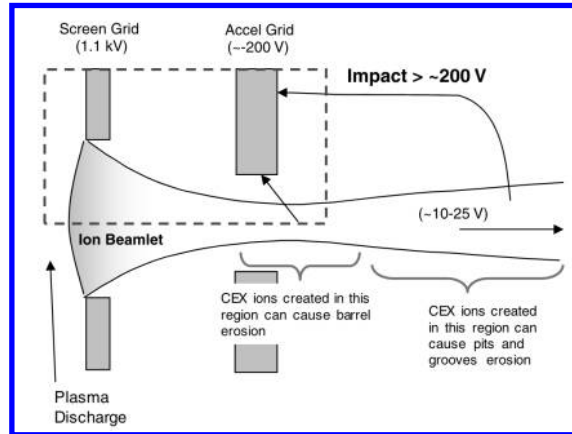 Screen Grid
(1.1 kV)
Accel Grid
(~-200 V)
Impact > ~200 V
(~10-25 V)
Ion Beamlet
CEX ions created in this
region can cause barrel
erosion
CEX ions created
in this region can
cause pits and
grooves erosion
Plasma
Discharge